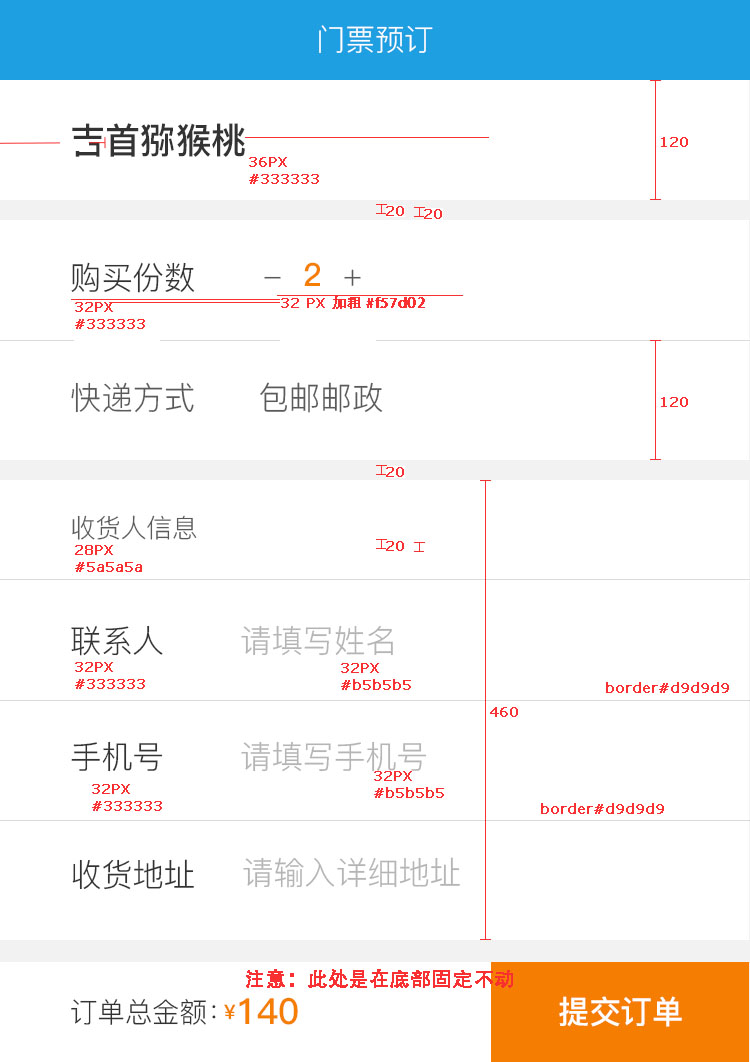 门票预订
吉首猕猴桃
120
36PX
#333333
20 20
购买份数 － 2 ＋
32PX
#333333
32 PX 加粗 #f57d02
快递方式 包邮邮政
120
20
收货人信息
28PX
#5a5a5a
20
联系人 请填写姓名
32PX
#333333
32PX
#b5b5b5
border#d9d9d9
460
手机号 请填写手机号
32PX
#333333
32PX
#b5b5b5
border#d9d9d9
收货地址 请输入详细地址
注意：此处是在底部固定不动
订单总金额：¥140 提交订单